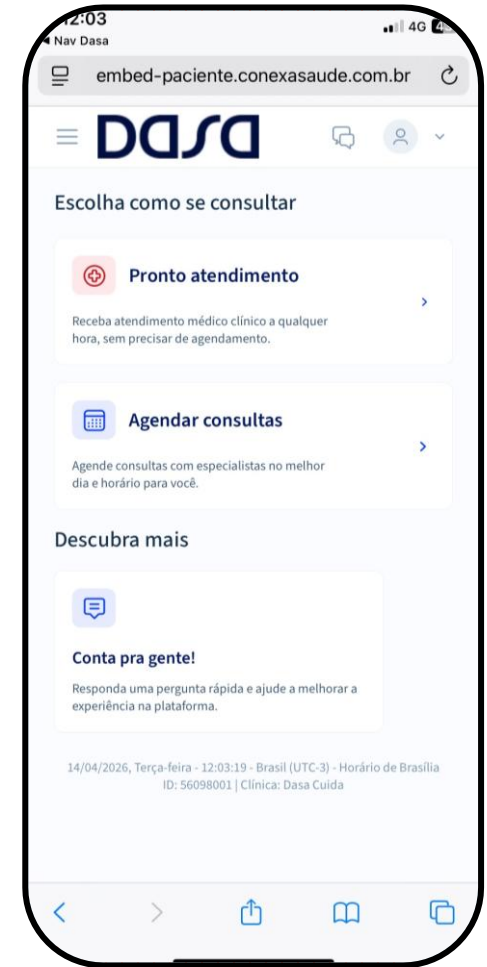 12:03
4G
Nav Dasa
embed-paciente.conexasaude.com.br
Dasa
Escolha como se consultar
Pronto atendimento
Receba atendimento médico clínico a qualquer
hora, sem precisar de agendamento.
Agendar consultas
Agende consultas com especialistas no melhor
dia e horário para você.
Descubra mais
Conta pra gente!
Responda uma pergunta rápida e ajude a melhorar a
experiência na plataforma.
14/04/2026, Terça-feira - 12:03:19 - Brasil (UTC-3) - Horário de Brasília
ID: 56098001 | Clínica: Dasa Cuida